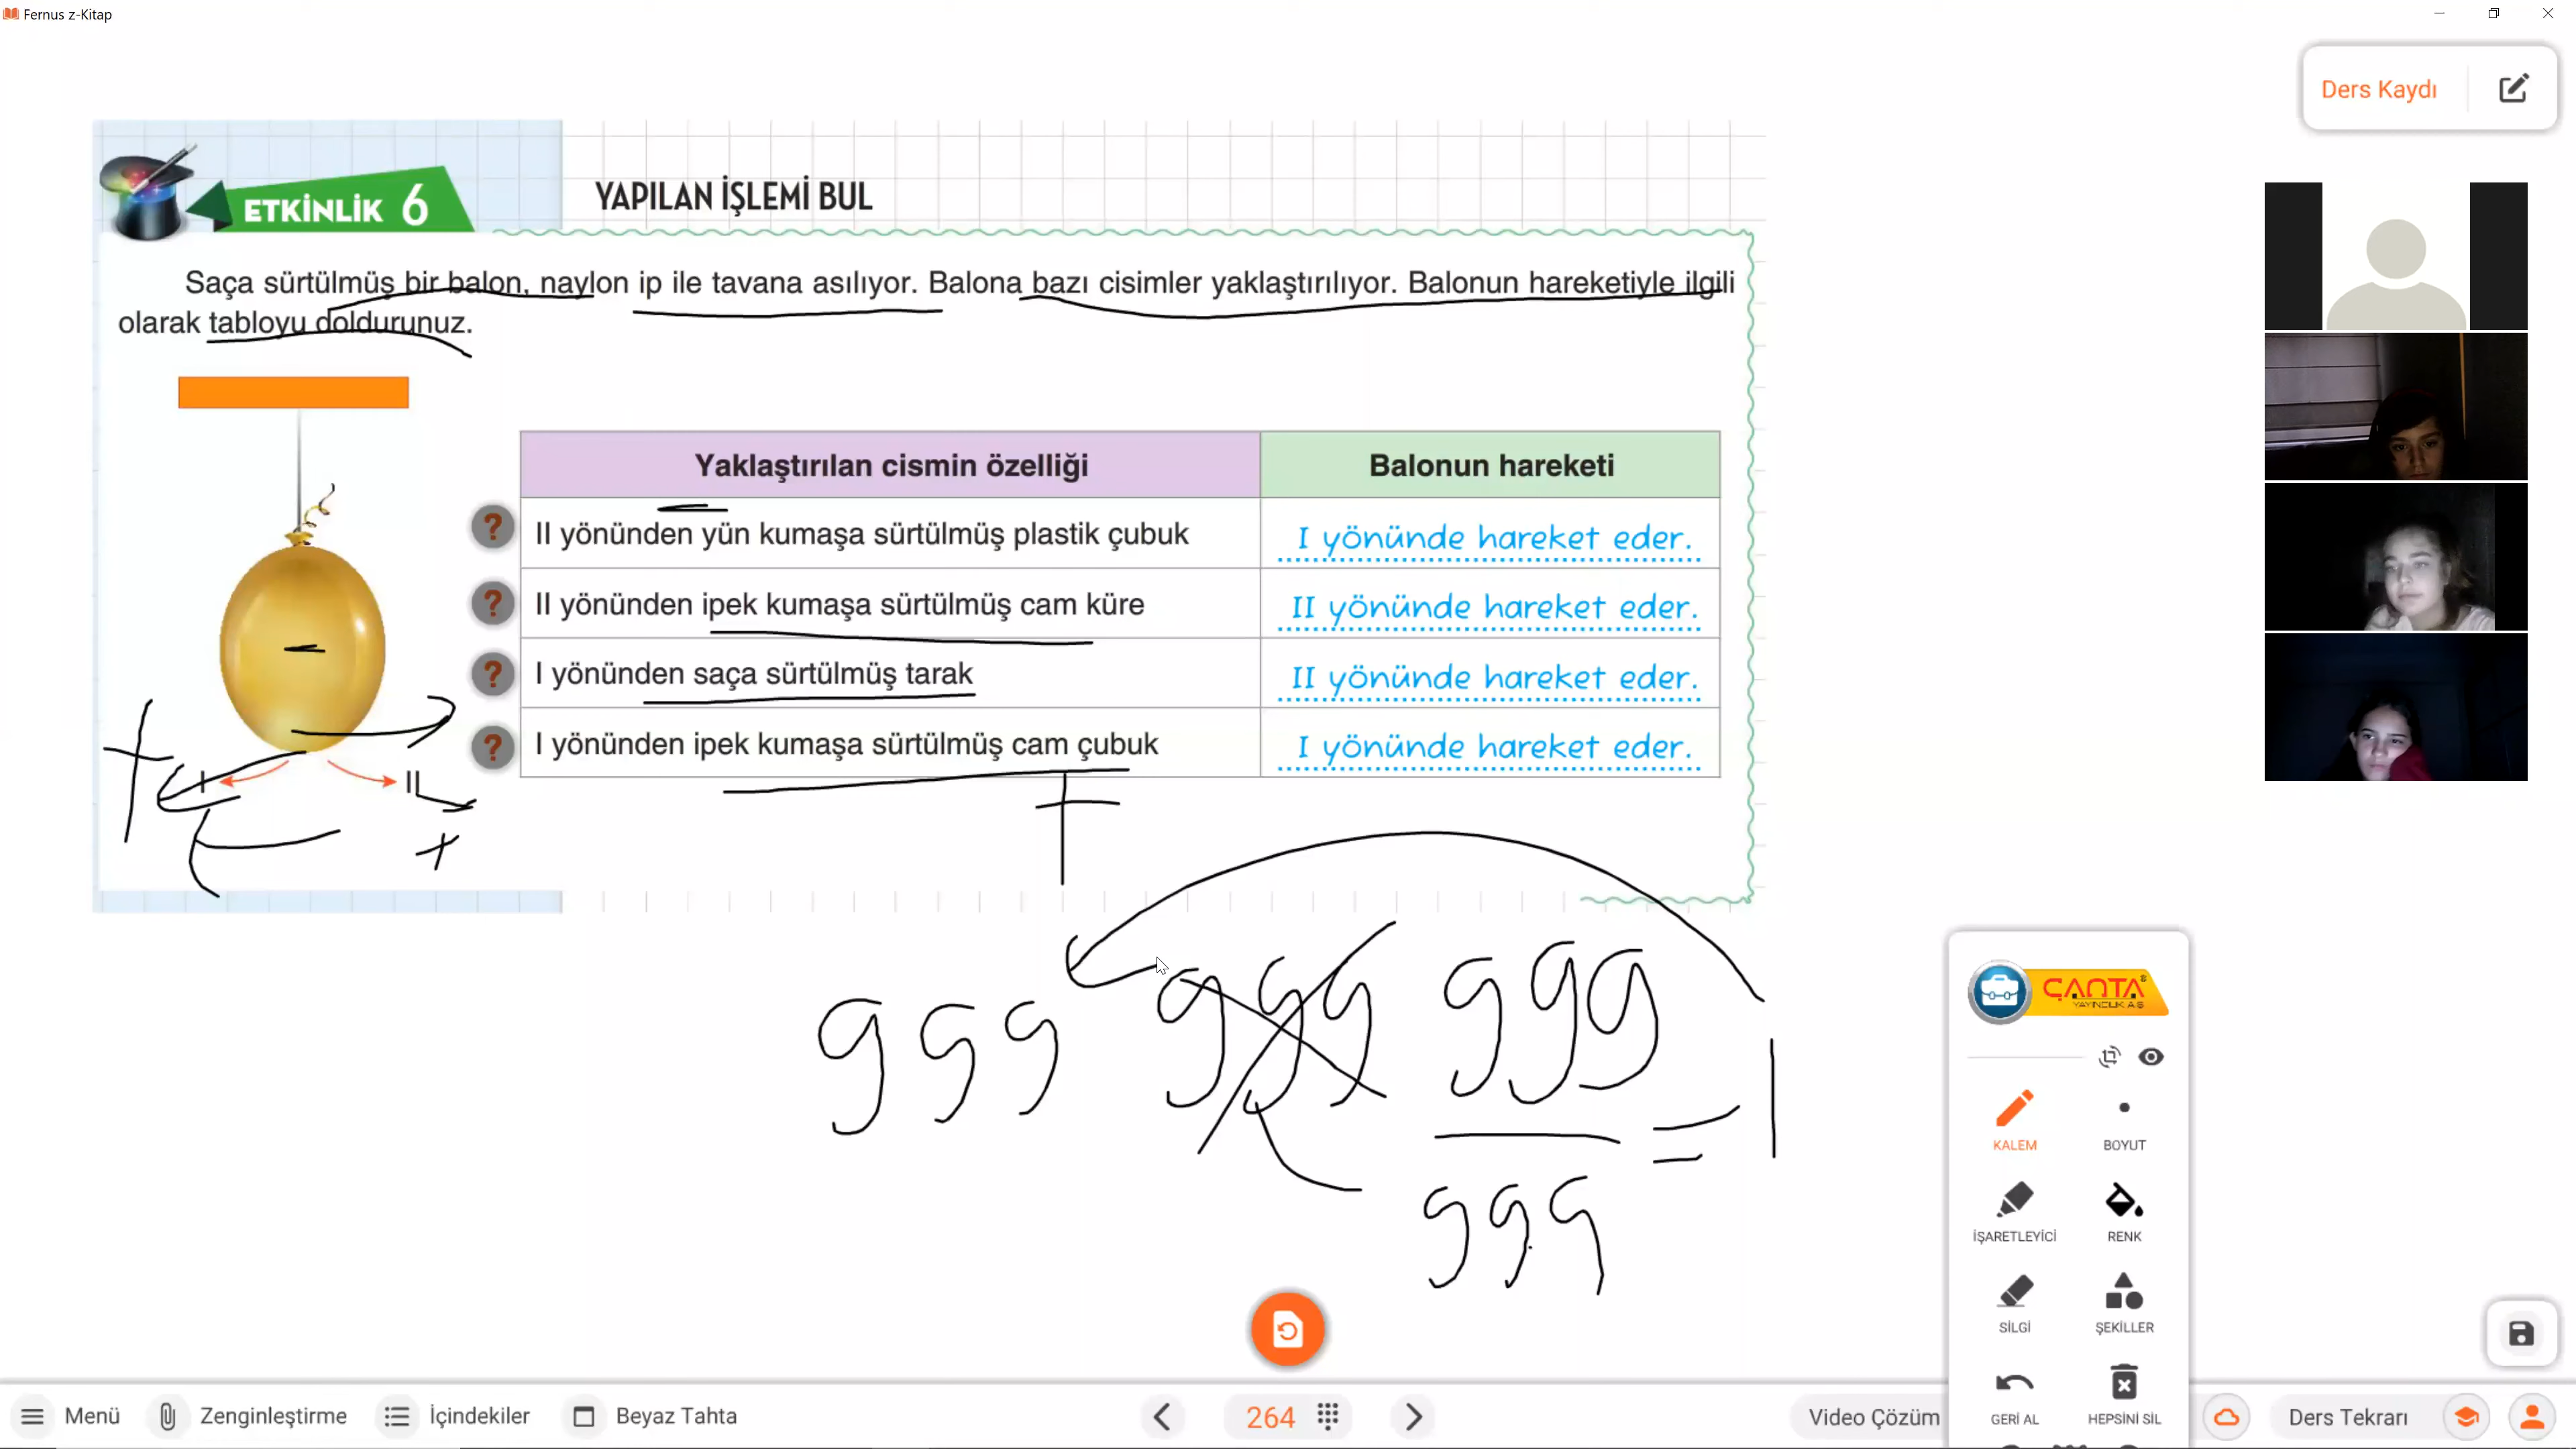 Fernus z-Kitap
Ders Kaydı
ETKİNLİK 6
YAPILAN İŞLEMİ BUL
Saça sürtülmüş bir balon, naylon ip ile tavana asılıyor. Balona bazı cisimler yaklaştırılıyor. Balonun hareketiyle ilgili
olarak tabloyu doldurunuz.
Yaklaştırılan cismin özelliği Balonun hareketi
? II yönünden yün kumaşa sürtülmüş plastik çubuk I yönünde hareket eder.
? II yönünden ipek kumaşa sürtülmüş cam küre II yönünde hareket eder.
? I yönünden saça sürtülmüş tarak II yönünde hareket eder.
? I yönünden ipek kumaşa sürtülmüş cam çubuk I yönünde hareket eder.
I II
+ +
+
999 999 999 = 1
999
ÇANTA
YAYINCILIK A.Ş
KALEM BOYUT
İŞARETLEYİCİ RENK
SİLGİ ŞEKİLLER
GERİ AL HEPSİNİ SİL
Menü Zenginleştirme İçindekiler Beyaz Tahta 264 Video Çözüm Ders Tekrarı